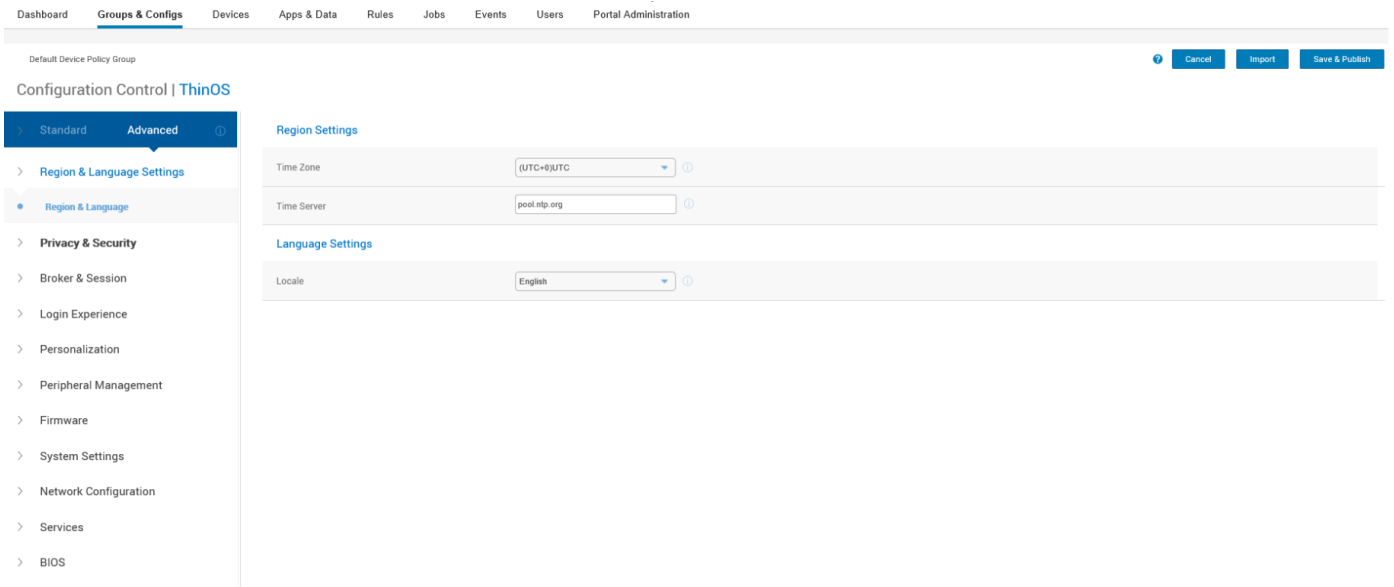 Dashboard Groups & Configs Devices Apps & Data Rules Jobs Events Users Portal Administration
Default Device Policy Group Cancel Import Save & Publish
Configuration Control | ThinOS
Standard Advanced
Region Settings
Region & Language Settings
Time Zone (UTC+0)UTC
Region & Language
Time Server pool.ntp.org
Privacy & Security
Language Settings
Broker & Session
Locale English
Login Experience
Personalization
Peripheral Management
Firmware
System Settings
Network Configuration
Services
BIOS